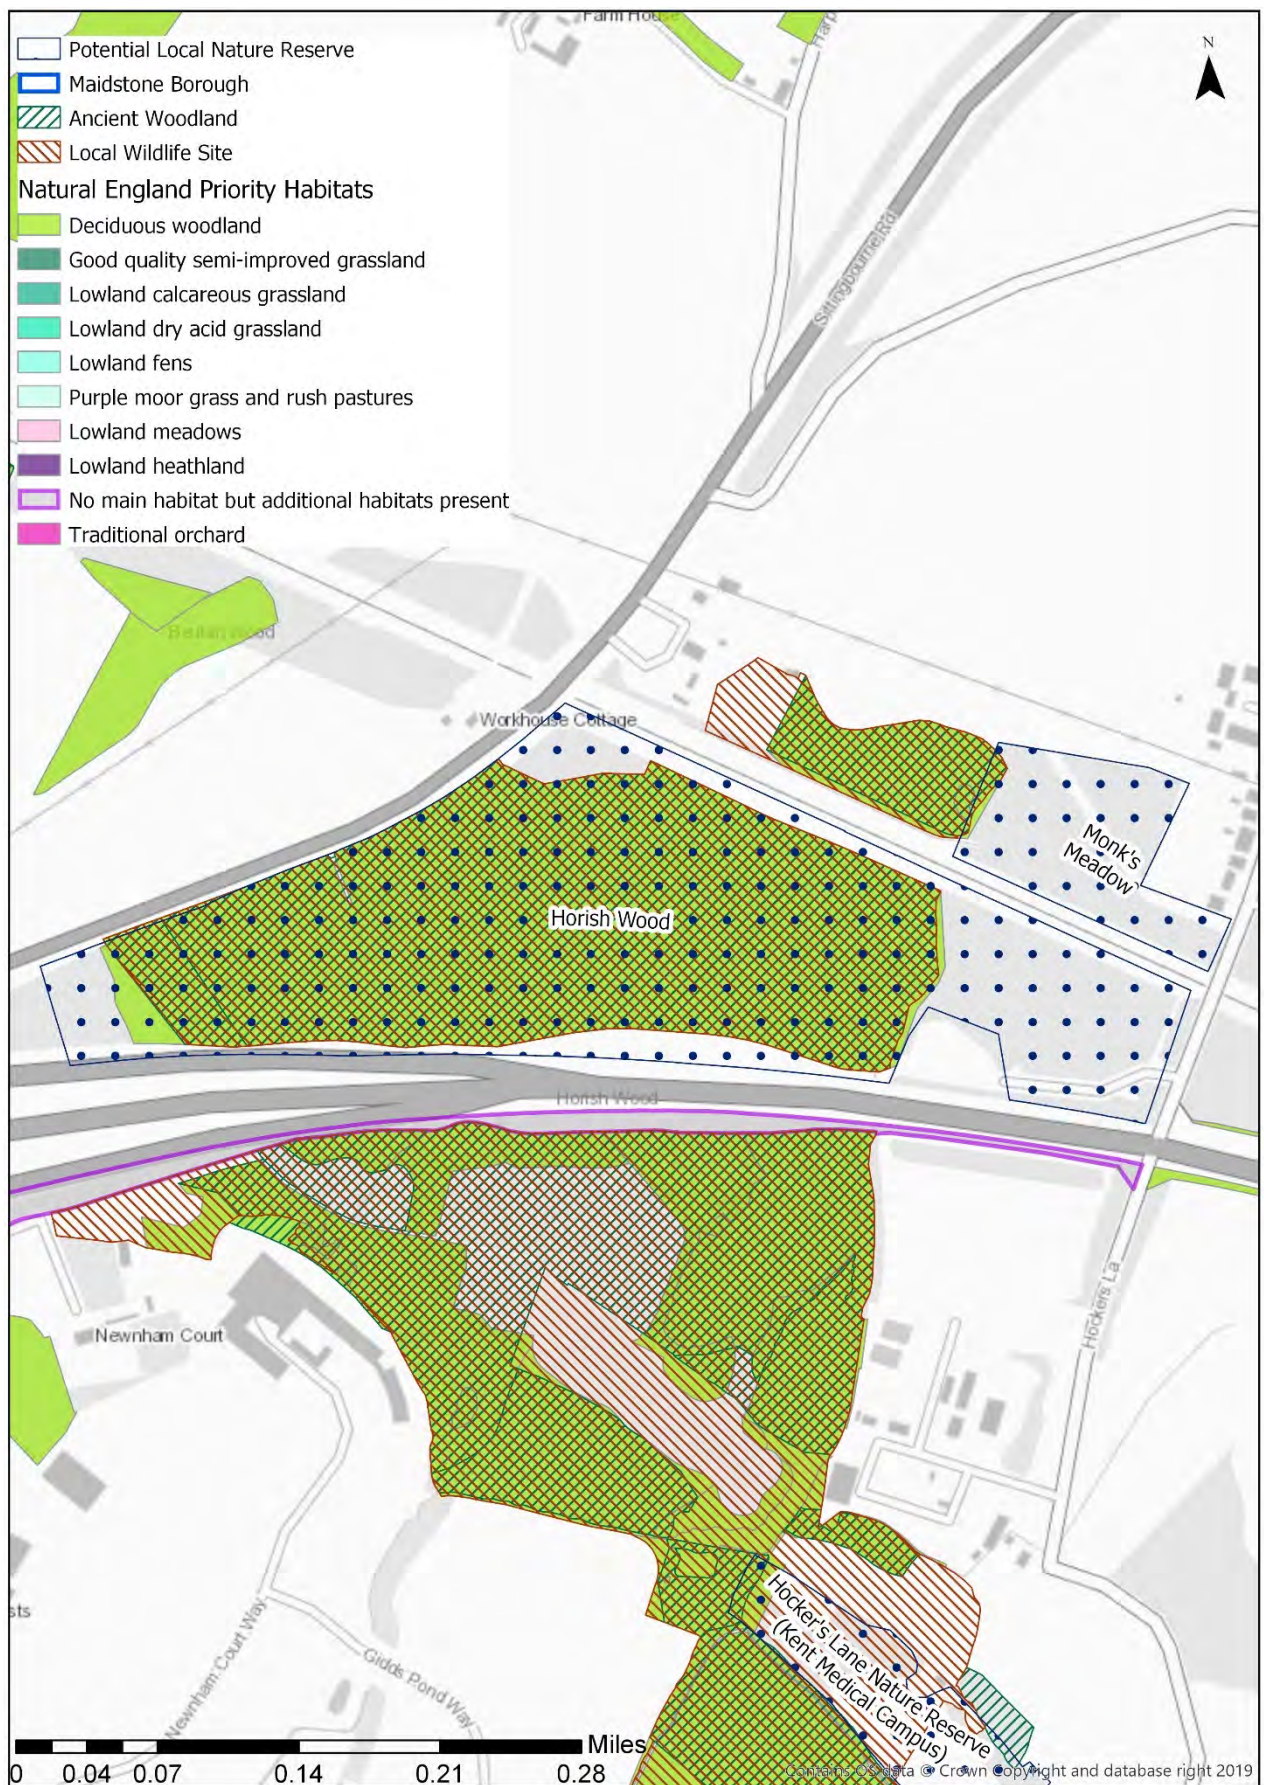 Farm House
Harp
N
Potential Local Nature Reserve
Maidstone Borough
Ancient Woodland
Local Wildlife Site
Natural England Priority Habitats
Deciduous woodland
Good quality semi-improved grassland
Lowland calcareous grassland
Lowland dry acid grassland
Lowland fens
Purple moor grass and rush pastures
Lowland meadows
Lowland heathland
No main habitat but additional habitats present
Traditional orchard
Sittingbourne Rd
Workhouse Cottage
Monk's
Meadow
Horish Wood
Horish Wood
Newnham Court
Hockers La
Hocker's Lane Nature Reserve
(Kent Medical Campus)
sts
Newnham Court Way
Gidds Pond Way
Miles
0 0.04 0.07 0.14 0.21 0.28
Contains OS data © Crown Copyright and database right 2019